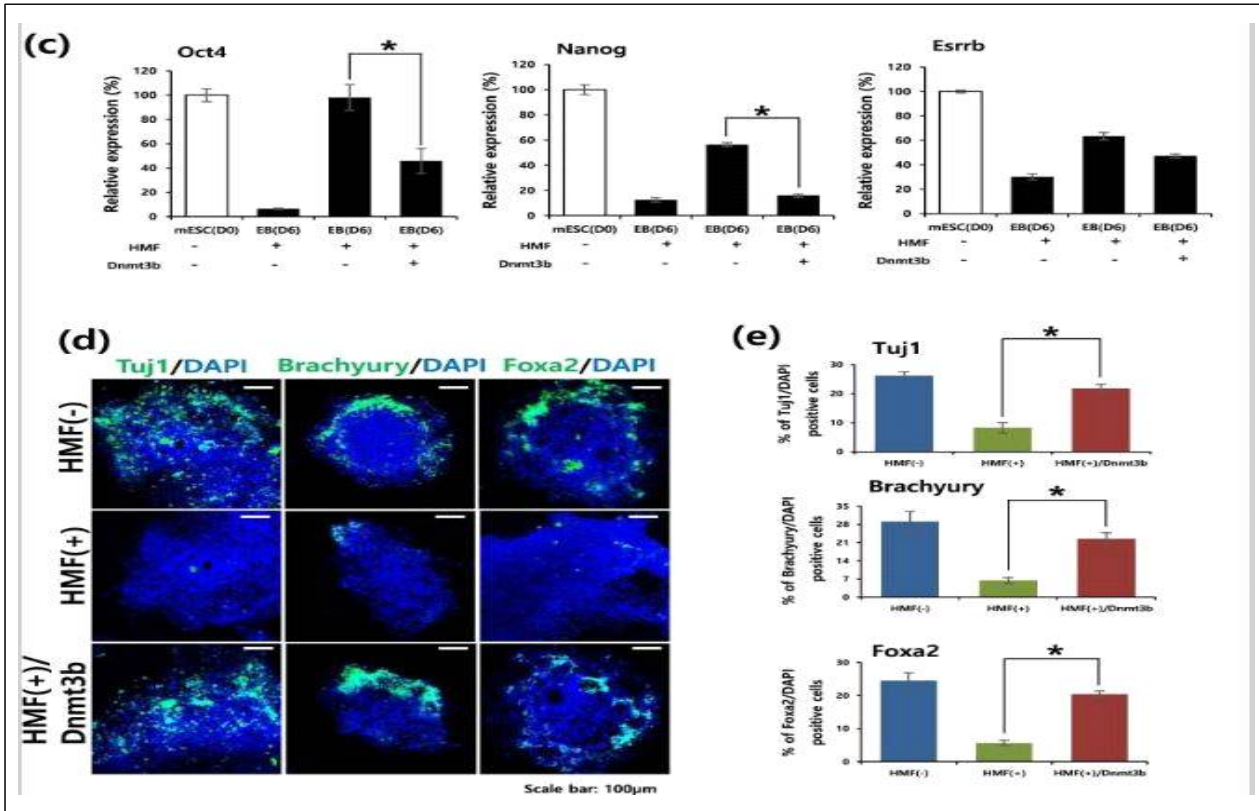 (c)
Oct4
Relative expression (%)
120
100
80
60
40
20
0
*
mESC(D0) EB(D6) EB(D6) EB(D6)
HMF - + + +
Dnmt3b - - - +
Nanog
Relative expression (%)
120
100
80
60
40
20
0
*
mESC(D0) EB(D6) EB(D6) EB(D6)
- + + +
- - - +
Esrrb
Relative expression (%)
120
100
80
60
40
20
0
mESC(D0) EB(D6) EB(D6) EB(D6)
HMF - + + +
Dnmt3b - - - +
(d)
Tuj1/DAPI Brachyury/DAPI Foxa2/DAPI
HMF(-)
HMF(+)
HMF(+)/
Dnmt3b
Scale bar: 100μm
(e)
Tuj1
% of Tuj1/DAPI
positive cells
30
20
10
0
*
HMF(-) HMF(+) HMF(+)/Dnmt3b
Brachyury
% of Brachyury/DAPI
positive cells
35
28
21
14
7
0
*
HMF(-) HMF(+) HMF(+)/Dnmt3b
Foxa2
% of Foxa2/DAPI
positive cells
30
20
10
0
*
HMF(-) HMF(+) HMF(+)/Dnmt3b